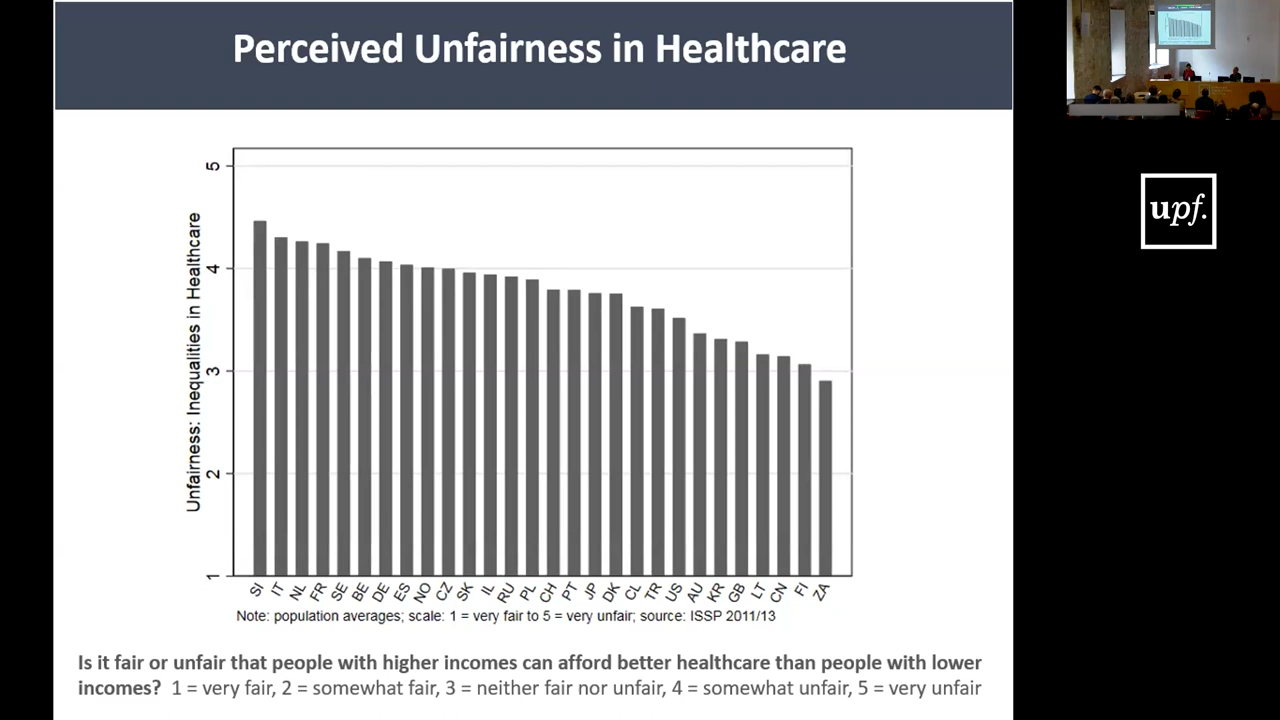 Perceived Unfairness in Healthcare
upf.
Unfairness: Inequalities in Healthcare
5
4
3
2
1
SI IT NL FR SE BE DE ES NO CZ SK IL RU PL CH PT JP DK CL TR US AU KR GB LT CN FI ZA
Note: population averages; scale: 1 = very fair to 5 = very unfair; source: ISSP 2011/13
Is it fair or unfair that people with higher incomes can afford better healthcare than people with lower
incomes? 1 = very fair, 2 = somewhat fair, 3 = neither fair nor unfair, 4 = somewhat unfair, 5 = very unfair